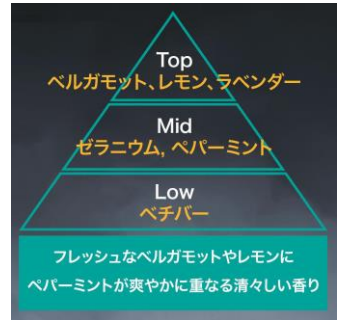 Top
ベルガモット、レモン、ラベンダー
Mid
ゼラニウム, ペパーミント
Low
ベチバー
フレッシュなベルガモットやレモンに
ペパーミントが爽やかに重なる清々しい香り